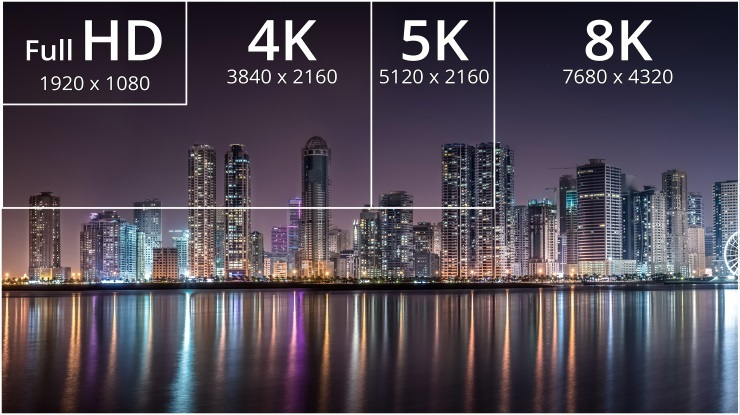 Full HD
1920 x 1080
4K
3840 x 2160
5K
5120 x 2160
8K
7680 x 4320